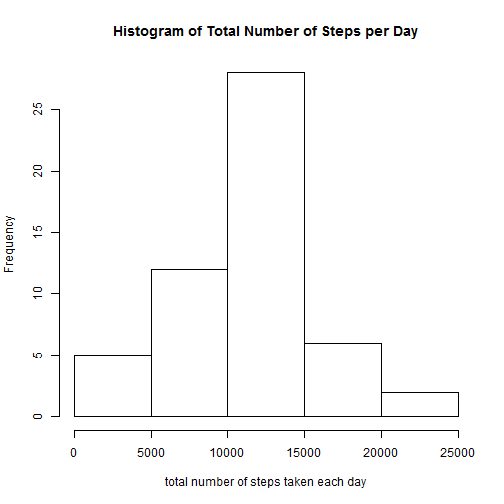 Histogram of Total Number of Steps per Day
Frequency
25
20
15
10
5
0
0 5000 10000 15000 20000 25000
total number of steps taken each day